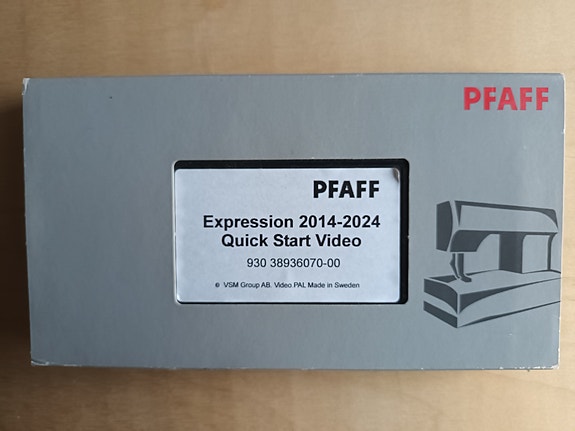 PFAFF
PFAFF
Expression 2014-2024
Quick Start Video
930 38936070-00
© VSM Group AB. Video PAL Made in Sweden